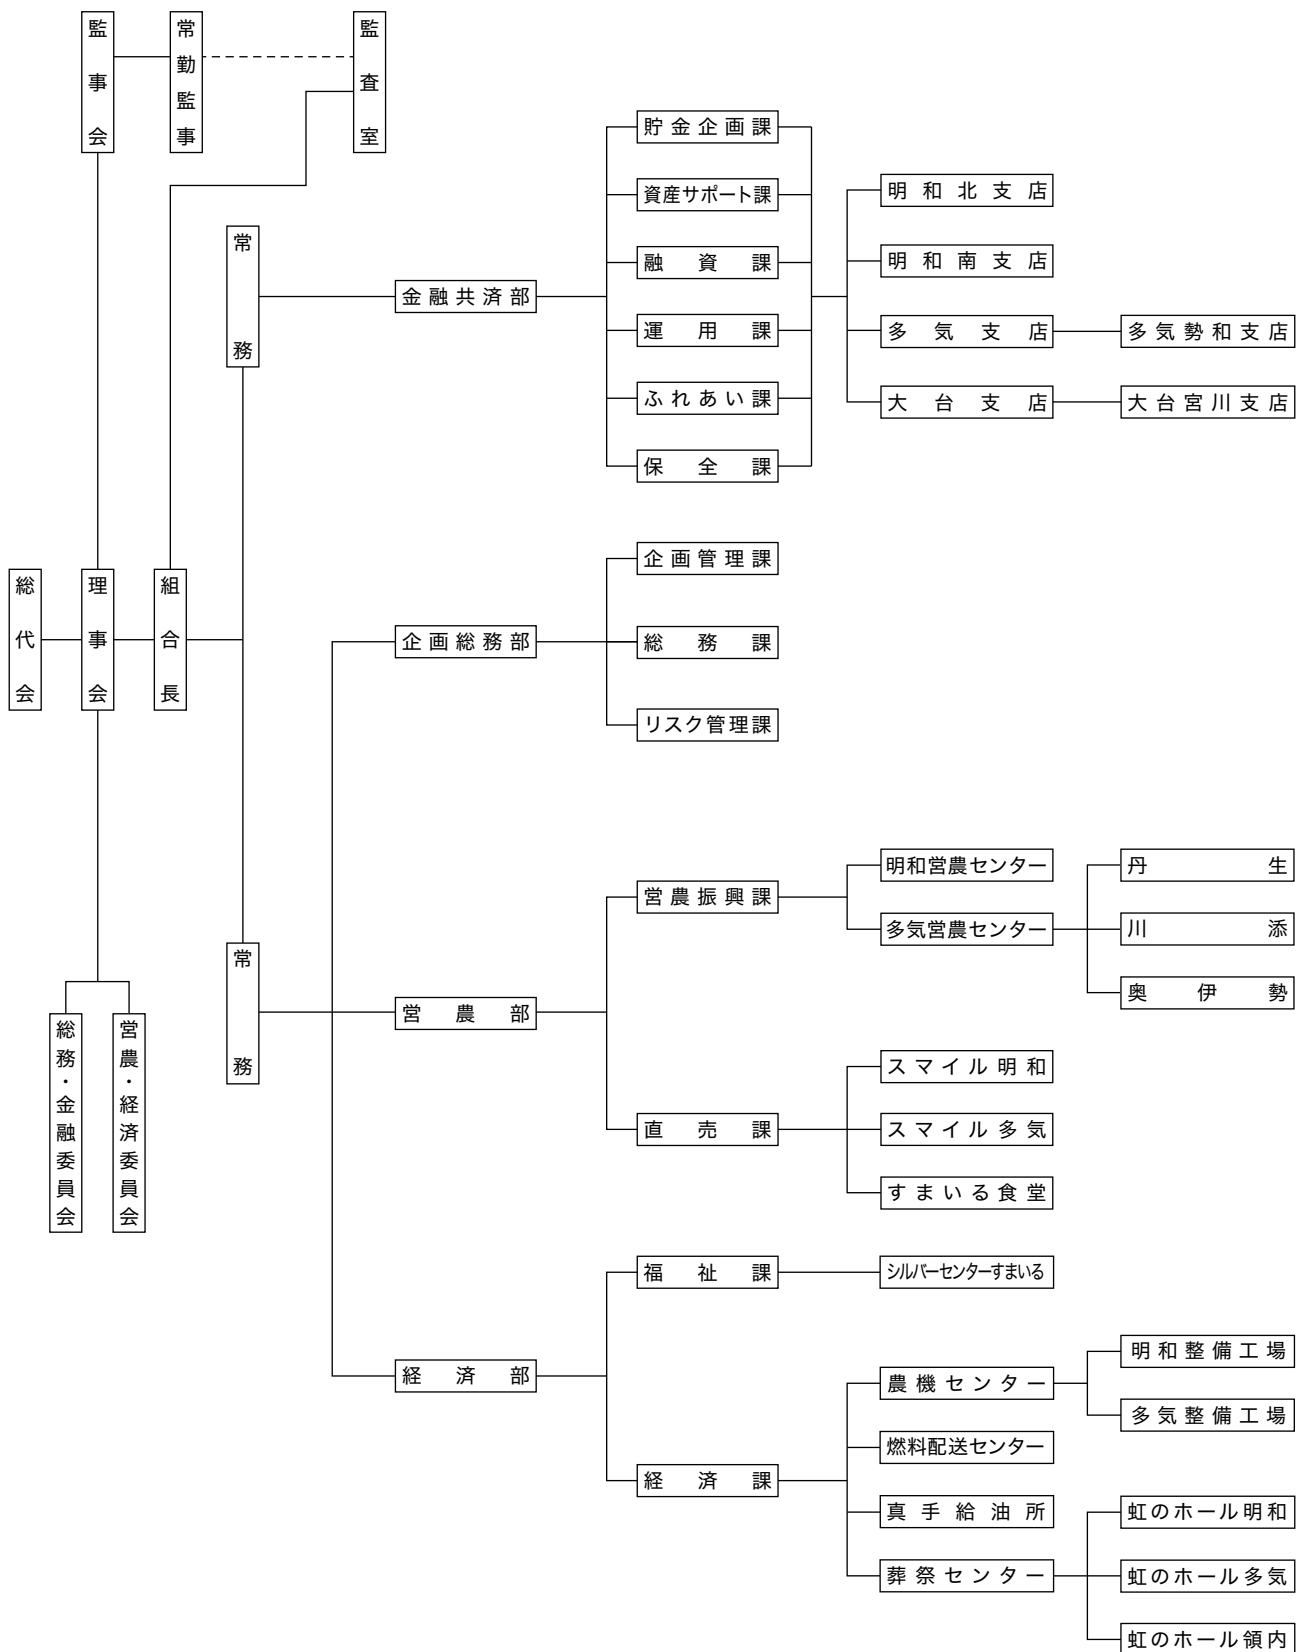 監事会
常勤監事
監査室
総代会
理事会
組合長
総務・金融委員会
営農・経済委員会
常務
金融共済部
貯金企画課
資産サポート課
融資課
運用課
ふれあい課
保全課
明和北支店
明和南支店
多気支店
多気勢和支店
大台支店
大台宮川支店
常務
企画総務部
企画管理課
総務課
リスク管理課
営農部
営農振興課
明和営農センター
多気営農センター
丹生
川添
奥伊勢
直売課
スマイル明和
スマイル多気
すまいる食堂
経済部
福祉課
シルバーセンターすまいる
経済課
農機センター
明和整備工場
多気整備工場
燃料配送センター
真手給油所
葬祭センター
虹のホール明和
虹のホール多気
虹のホール領内